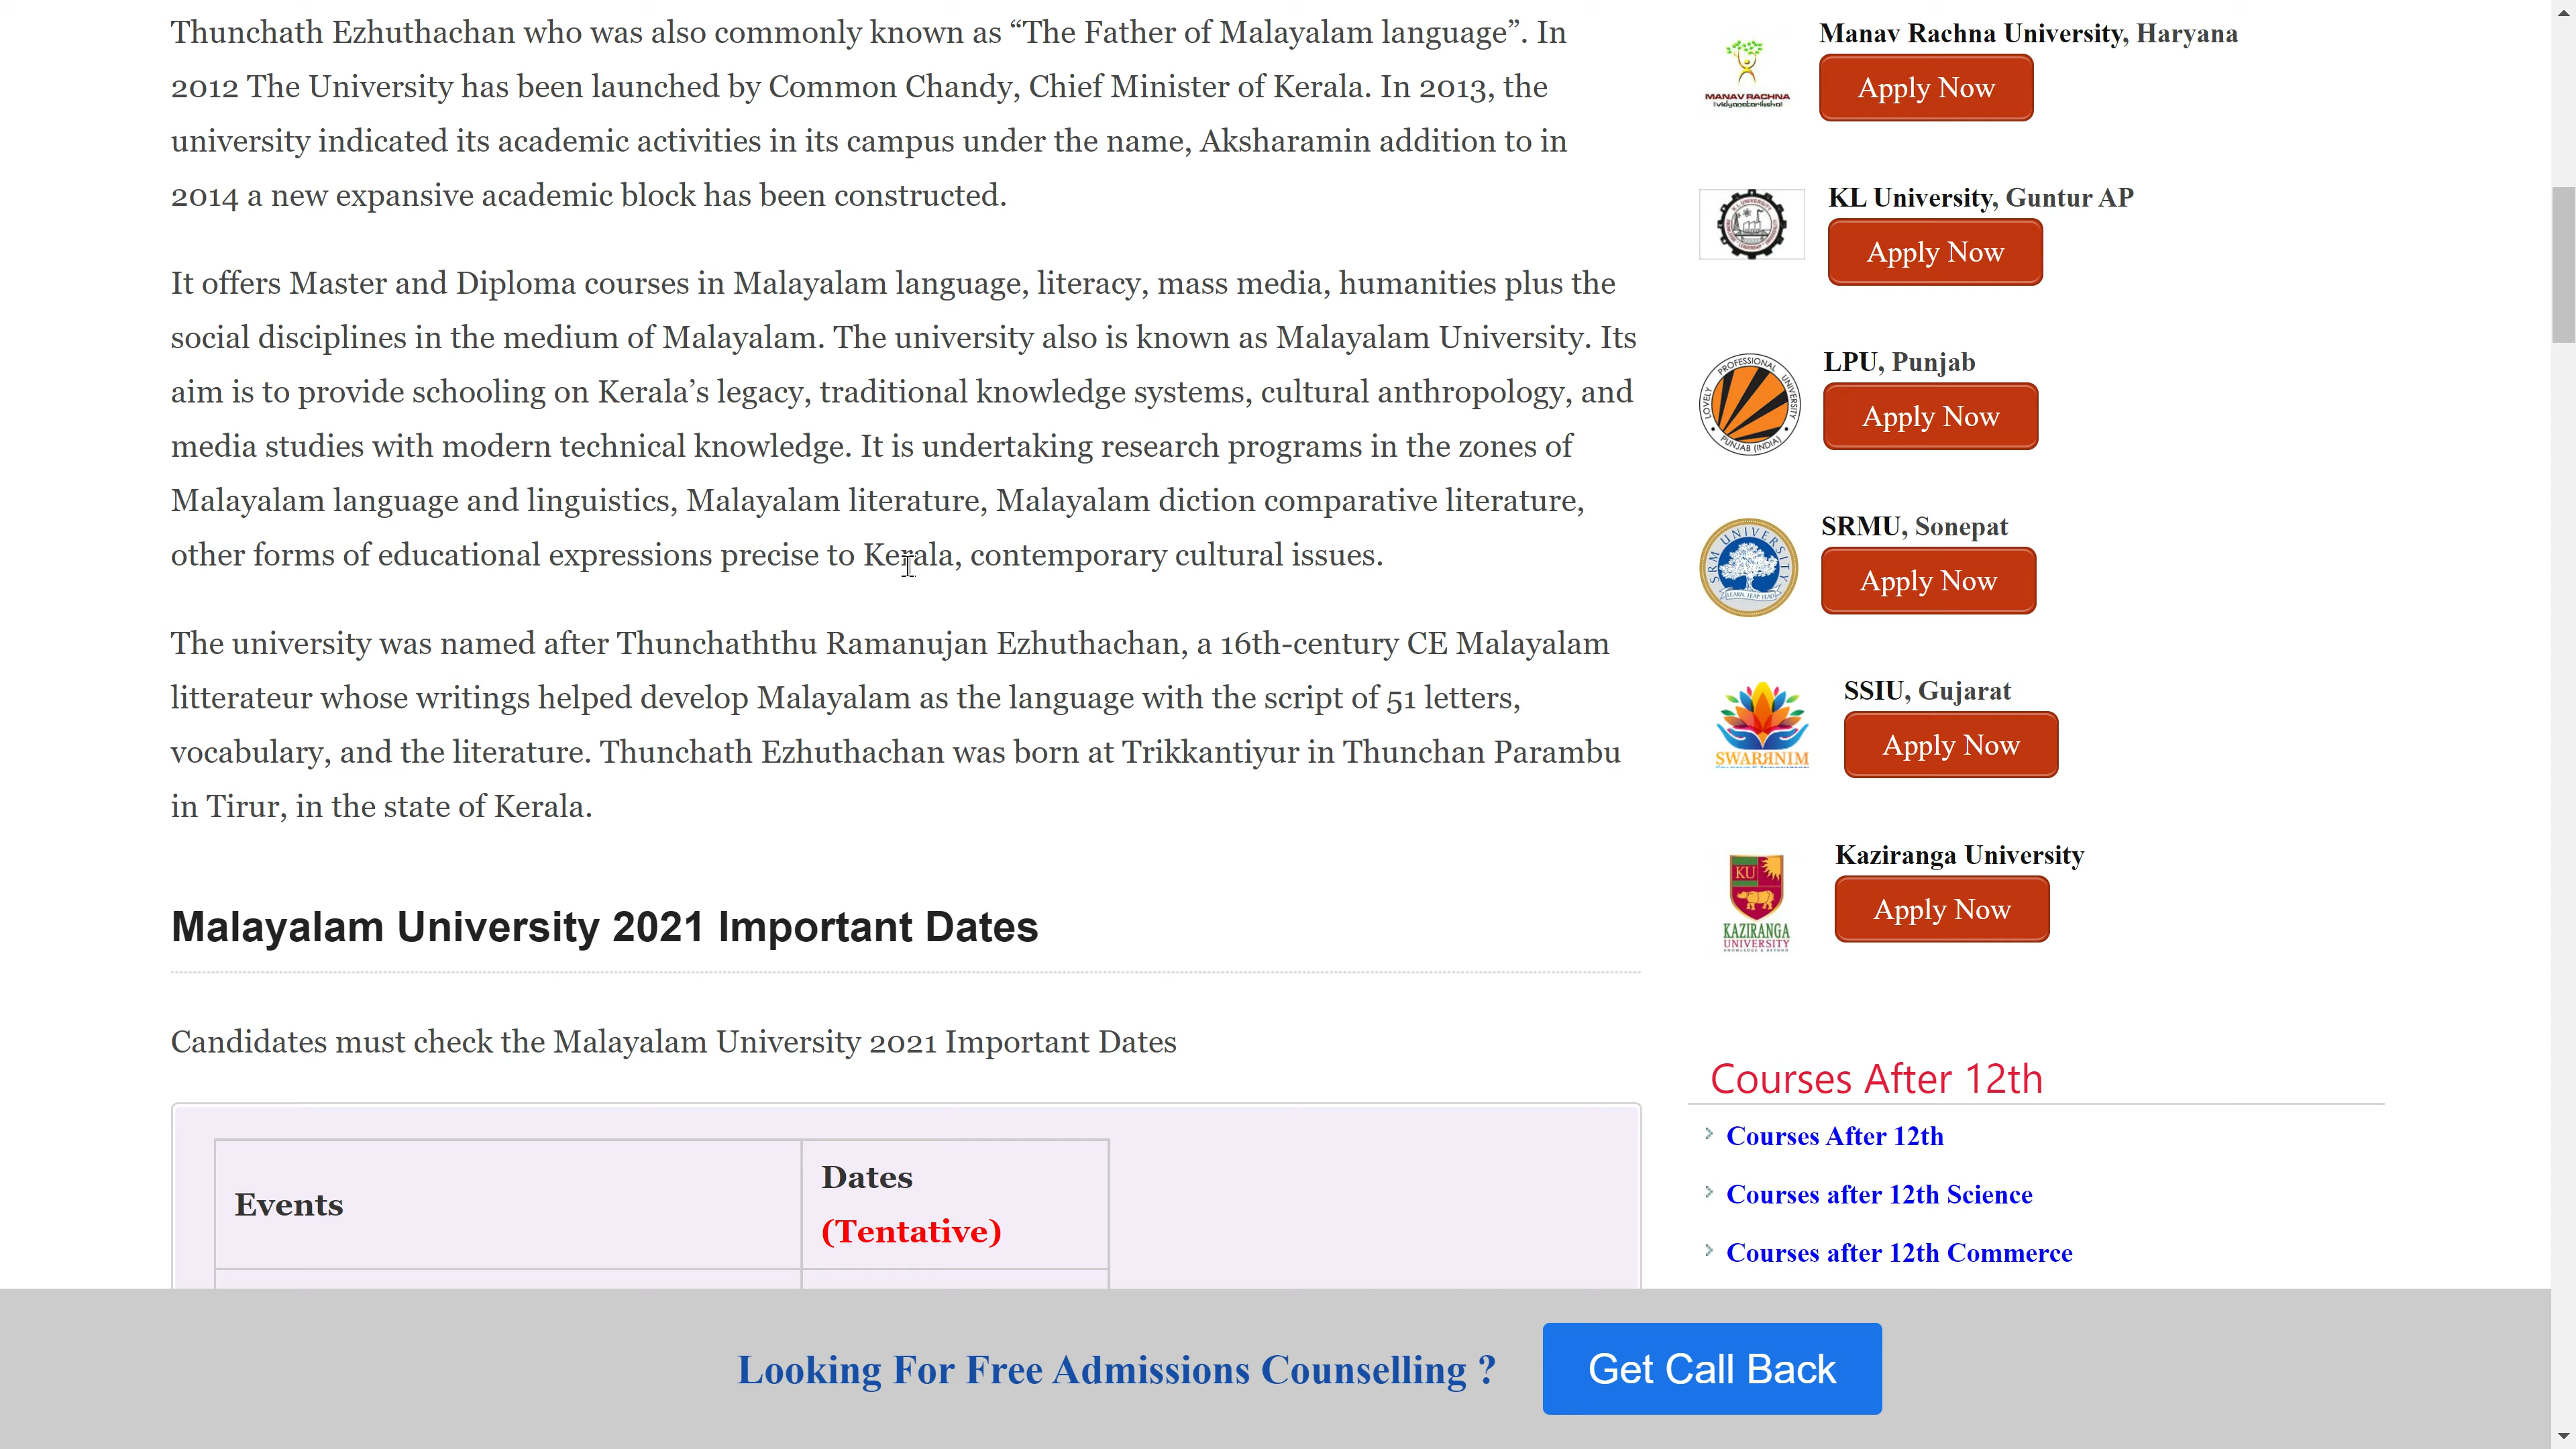 Thunchath Ezhuthachan who was also commonly known as “The Father of Malayalam language”. In
2012 The University has been launched by Common Chandy, Chief Minister of Kerala. In 2013, the
university indicated its academic activities in its campus under the name, Aksharamin addition to in
2014 a new expansive academic block has been constructed.
It offers Master and Diploma courses in Malayalam language, literacy, mass media, humanities plus the
social disciplines in the medium of Malayalam. The university also is known as Malayalam University. Its
aim is to provide schooling on Kerala’s legacy, traditional knowledge systems, cultural anthropology, and
media studies with modern technical knowledge. It is undertaking research programs in the zones of
Malayalam language and linguistics, Malayalam literature, Malayalam diction comparative literature,
other forms of educational expressions precise to Kerala, contemporary cultural issues.
The university was named after Thunchaththu Ramanujan Ezhuthachan, a 16th-century CE Malayalam
litterateur whose writings helped develop Malayalam as the language with the script of 51 letters,
vocabulary, and the literature. Thunchath Ezhuthachan was born at Trikkantiyur in Thunchan Parambu
in Tirur, in the state of Kerala.
Malayalam University 2021 Important Dates
Candidates must check the Malayalam University 2021 Important Dates
Events
Dates
(Tentative)
Manav Rachna University, Haryana
MANAV RACHNA
Apply Now
KL University, Guntur AP
Apply Now
LPU, Punjab
LOVELY PROFESSIONAL UNIVERSITY
PUNJAB (INDIA)
Apply Now
SRMU, Sonepat
SRM UNIVERSITY
LEARN, LEAP, LEAD
Apply Now
SSIU, Gujarat
SWARЯNIM
Apply Now
Kaziranga University
KU
KAZIRANGA
UNIVERSITY
Apply Now
Courses After 12th
Courses After 12th
Courses after 12th Science
Courses after 12th Commerce
Looking For Free Admissions Counselling ?
Get Call Back